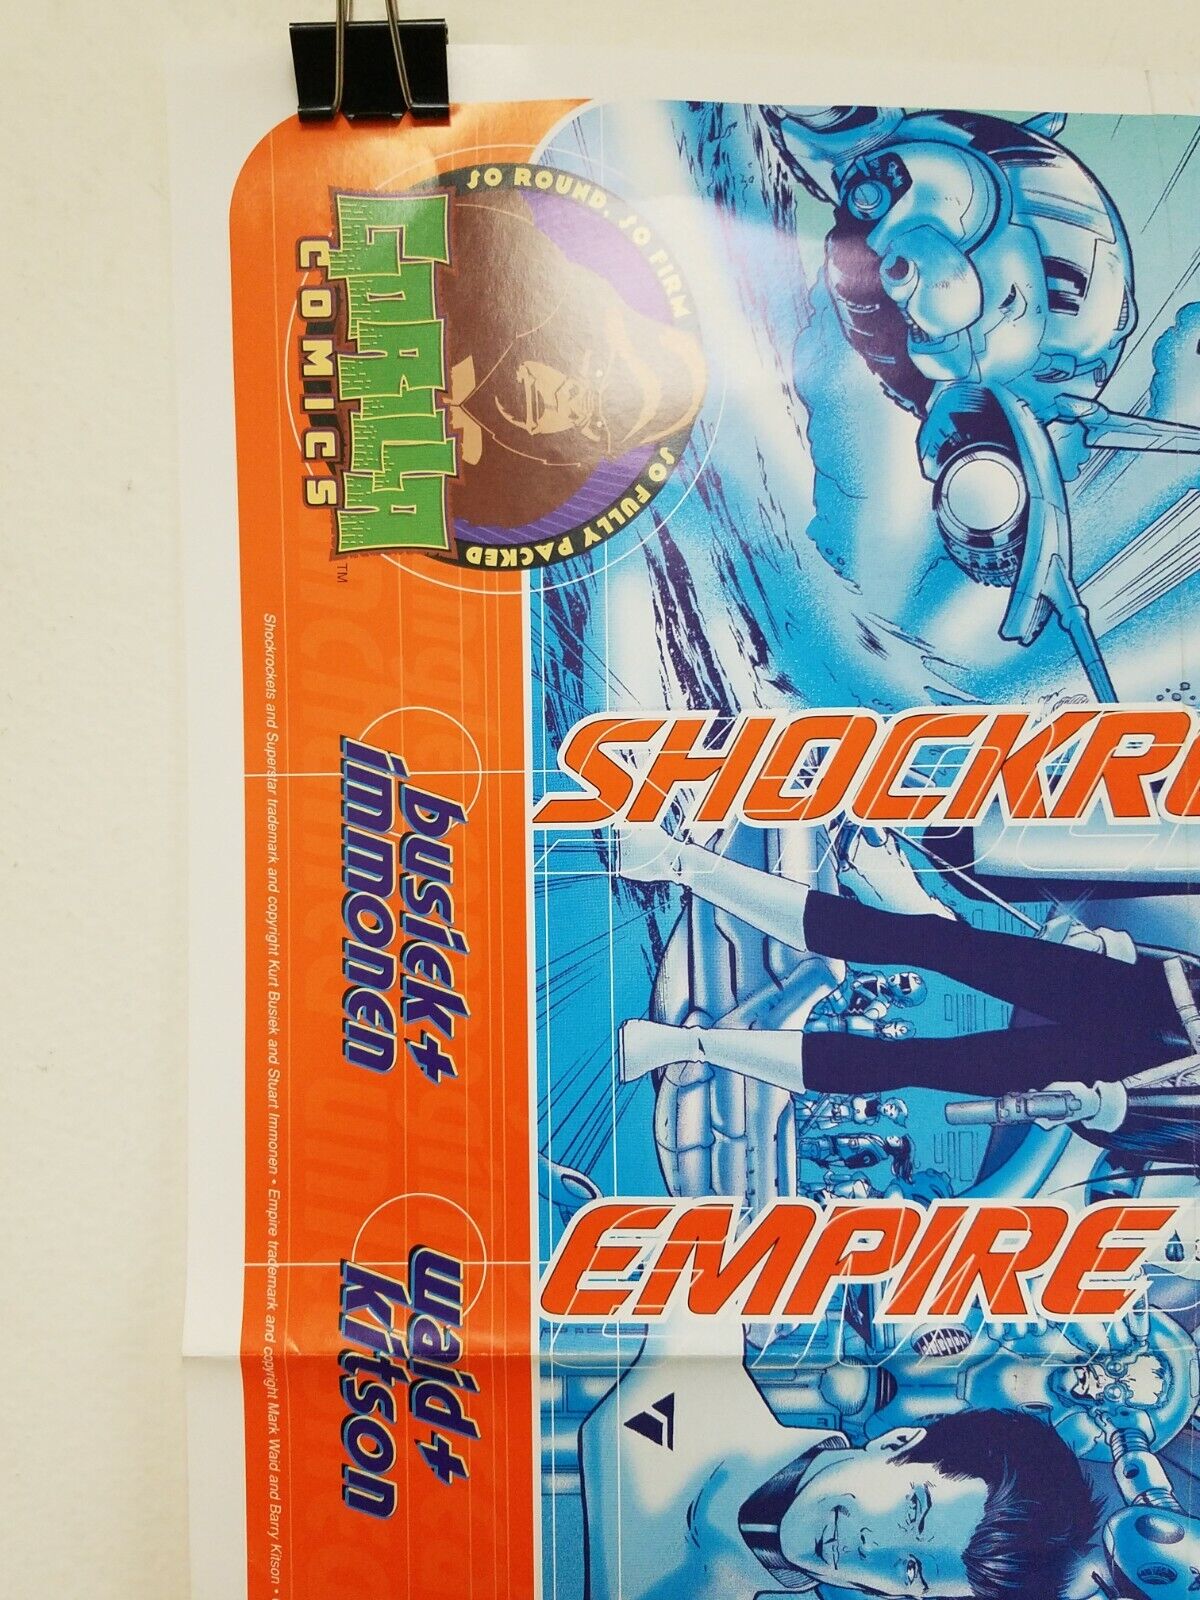 SO ROUND, SO FIRM
SO FULLY PACKED
GORILLA
COMICS
TM
SHOCKRO
busiek +
immonen
EMPIRE
waid +
kitson
Shockrockets and Superstar trademark and copyright Kurt Busiek and Stuart Immonen • Empire trademark and copyright Mark Waid and Barry Kitson •